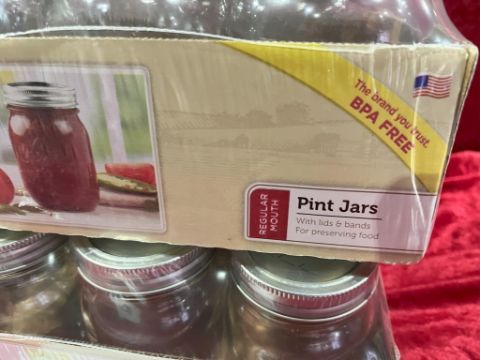 The brand you trust.
BPA FREE
REGULAR
MOUTH
Pint Jars
With lids & bands
For preserving food